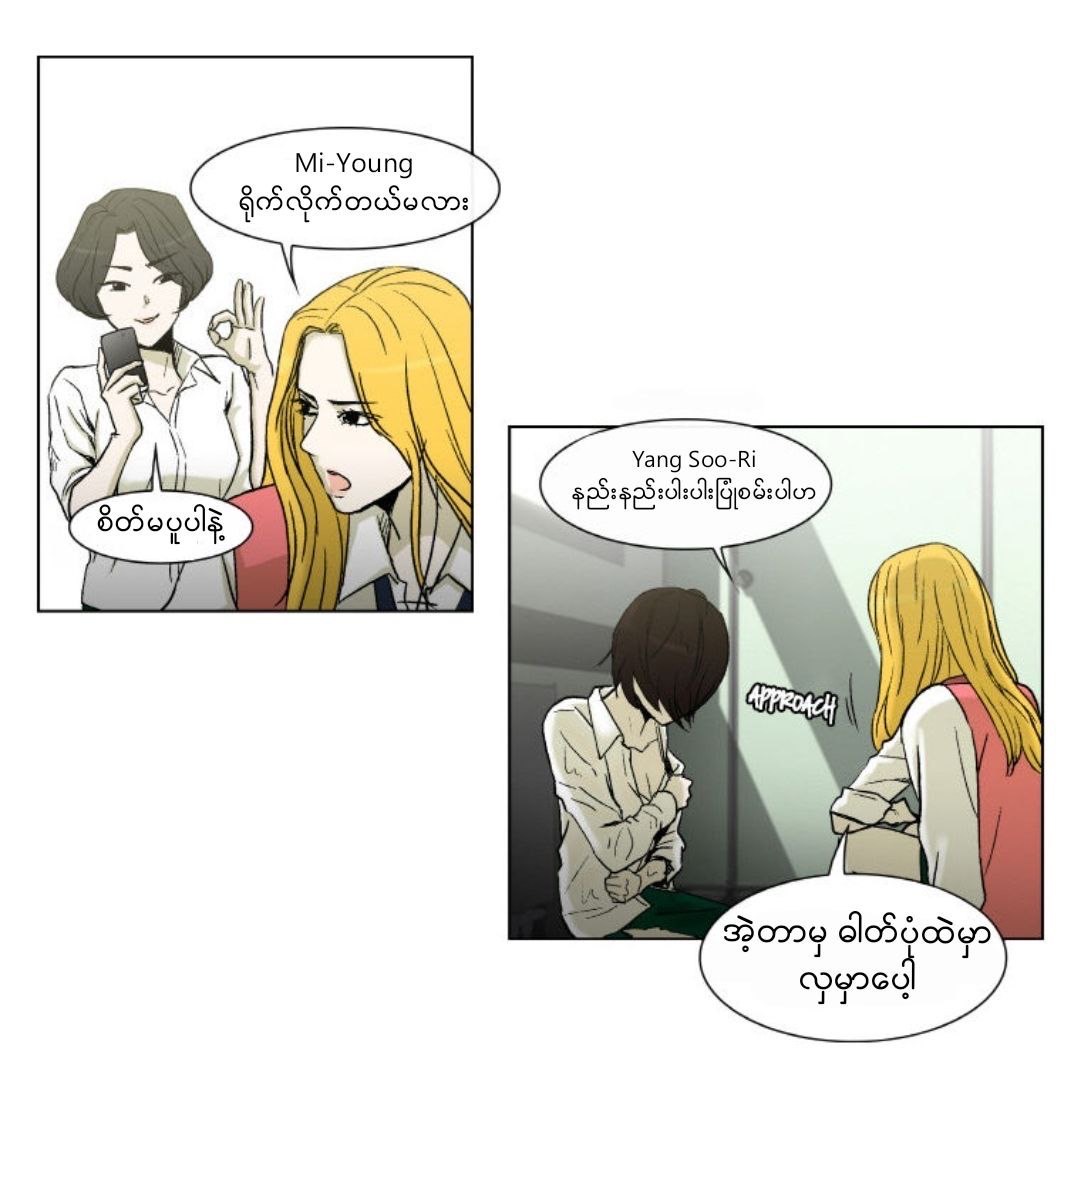 Mi-Young
ရိုက်လိုက်တယ်မလား
စိတ်မပူပါနဲ့
Yang Soo-Ri
နည်းနည်းပါးပါးပြုံစမ်းပါဟ
APPROACH
အဲ့တာမှ ဓါတ်ပုံထဲမှာ
လှမှာပေါ့